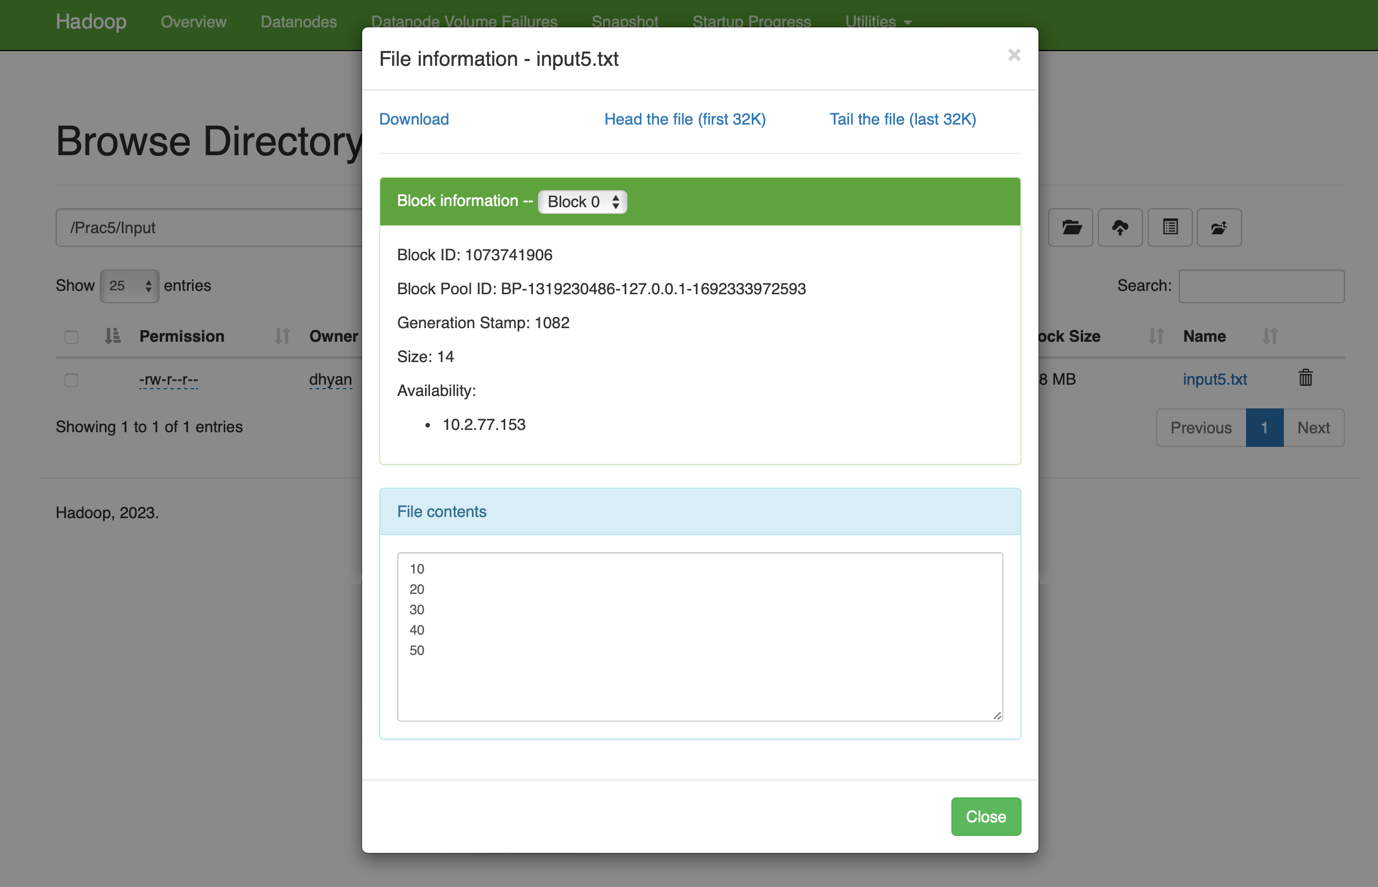 Hadoop Overview Datanodes Datanode Volume Failures Snapshot Startup Progress Utilities
File information - input5.txt ×
Download Head the file (first 32K) Tail the file (last 32K)
Browse Directory
Block information -- Block 0
/Prac5/Input
Block ID: 1073741906
Block Pool ID: BP-1319230486-127.0.0.1-1692333972593
Show 25 entries Search:
Generation Stamp: 1082
Permission Owner ock Size Name
Size: 14
-rw-r--r-- dhyan 8 MB input5.txt
Availability:
• 10.2.77.153
Showing 1 to 1 of 1 entries Previous 1 Next
File contents
Hadoop, 2023.
10
20
30
40
50
Close